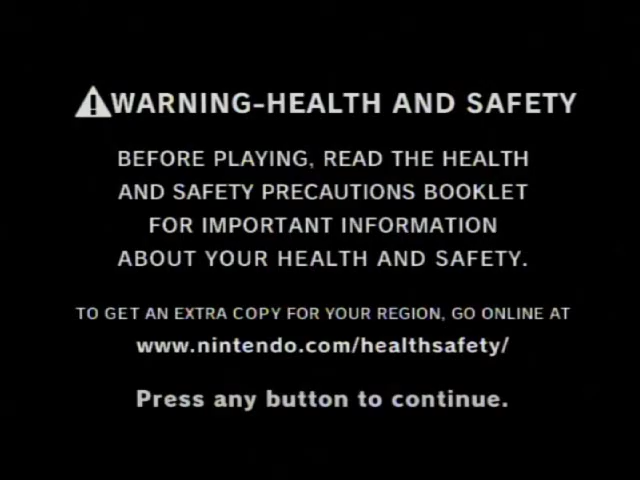 WARNING-HEALTH AND SAFETY
BEFORE PLAYING, READ THE HEALTH
AND SAFETY PRECAUTIONS BOOKLET
FOR IMPORTANT INFORMATION
ABOUT YOUR HEALTH AND SAFETY.
TO GET AN EXTRA COPY FOR YOUR REGION, GO ONLINE AT
www.nintendo.com/healthsafety/
Press any button to continue.